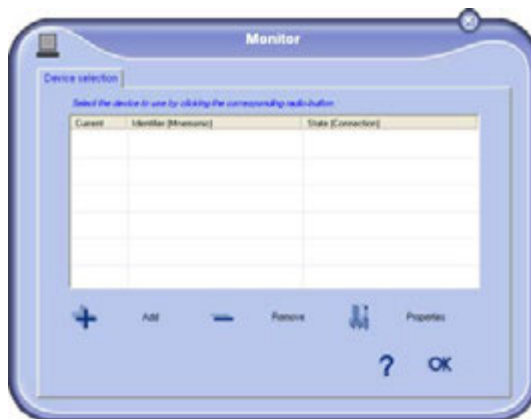 Monitor
Device selection
Select the device to use by clicking the corresponding radio-button
Current Identifier (Mnemonic) State (Connection)
Add Remove Properties
? OK